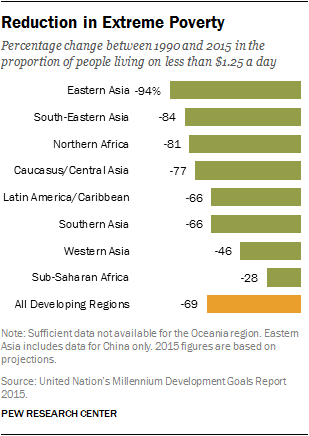 Reduction in Extreme Poverty
Percentage change between 1990 and 2015 in the
proportion of people living on less than $1.25 a day
Eastern Asia -94%
South-Eastern Asia -84
Northern Africa -81
Caucasus/Central Asia -77
Latin America/Caribbean -66
Southern Asia -66
Western Asia -46
Sub-Saharan Africa -28
All Developing Regions -69
Note: Sufficient data not available for the Oceania region. Eastern
Asia includes data for China only. 2015 figures are based on
projections.
Source: United Nation's Millennium Development Goals Report
2015.
PEW RESEARCH CENTER